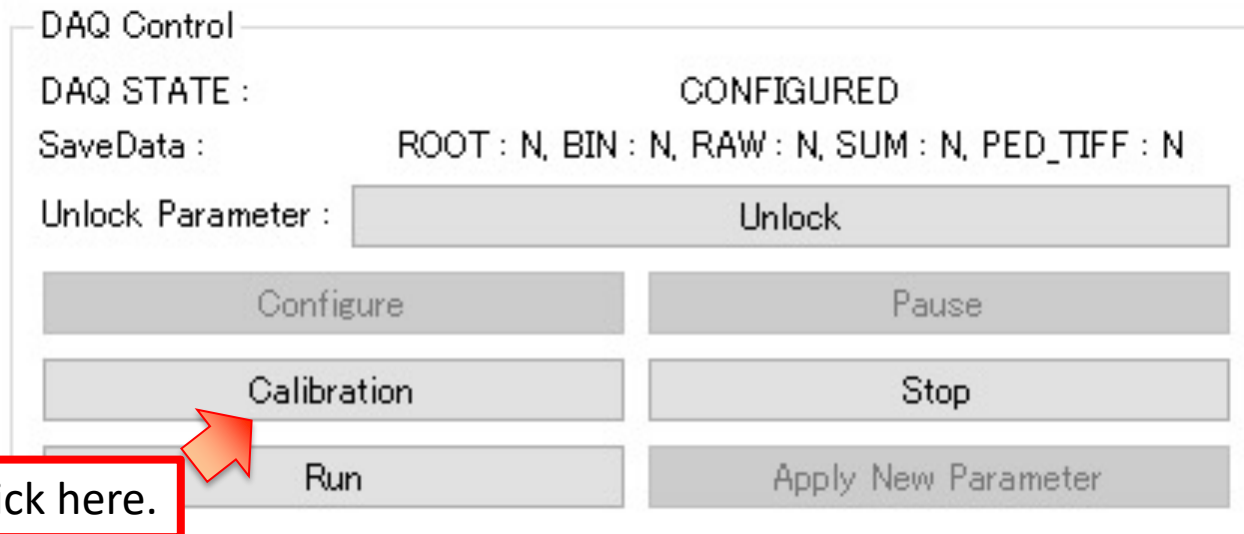 DAQ Control
DAQ STATE : CONFIGURED
SaveData : ROOT : N, BIN : N, RAW : N, SUM : N, PED_TIFF : N
Unlock Parameter : Unlock
Configure Pause
Calibration Stop
Run Apply New Parameter
ick here.